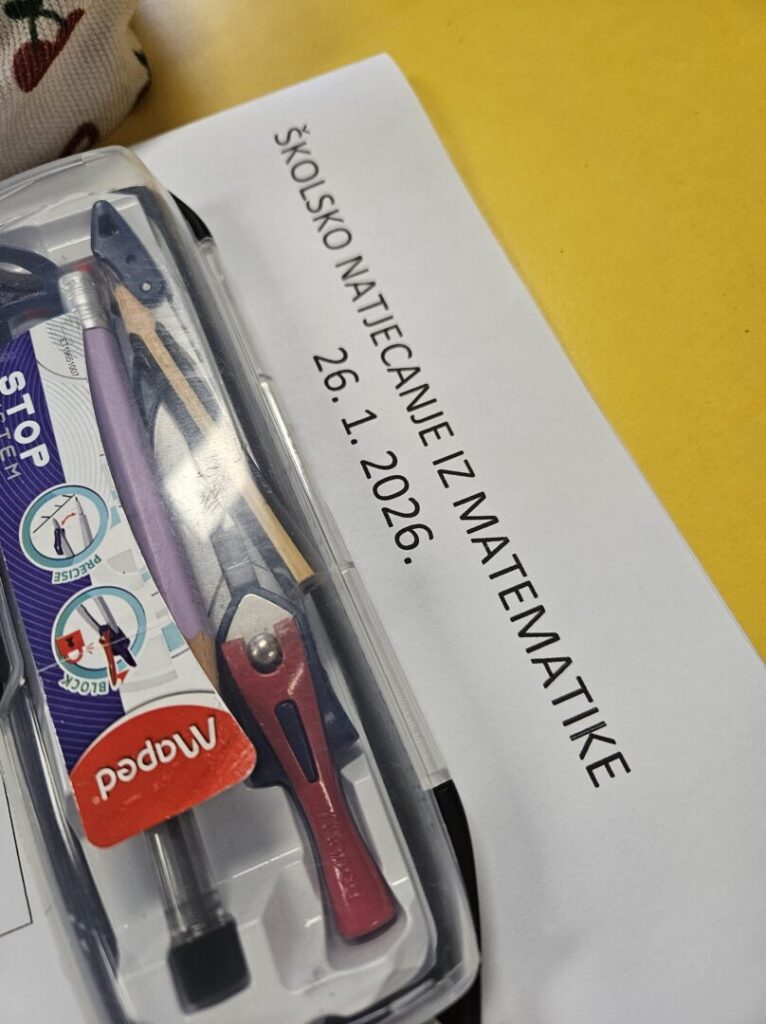 ŠKOLSKO NATJECANJE IZ MATEMATIKE
26. 1. 2026.
STOP
PRECISE
BLOCK
Maped